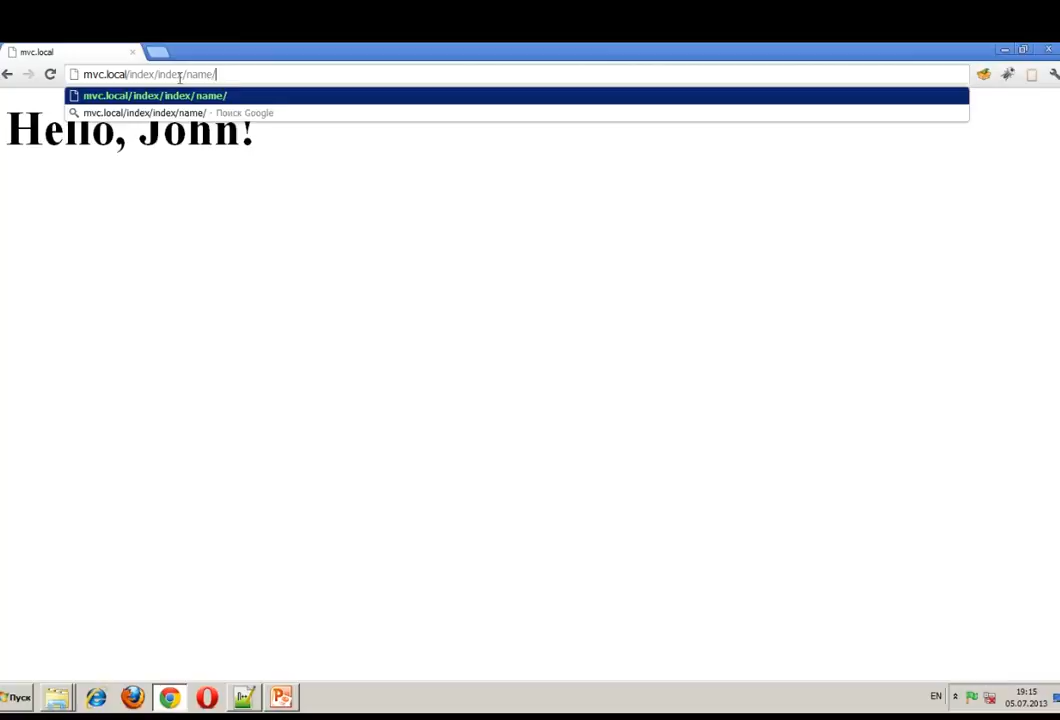 mvc.local
mvc.local/index/index/name/
mvc.local/index/index/name/
mvc.local/index/index/name/ - Поиск Google
Hello, John!
Пуск
EN
19:15
05.07.2013